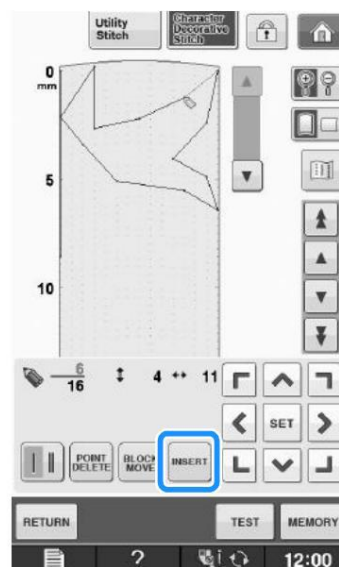 Utility
Stitch
Character
Decorative
Stitch
0
mm
5
10
6
16
4
11
SET
POINT
DELETE
BLOCK
MOVE
INSERT
RETURN
TEST
MEMORY
?
12:00